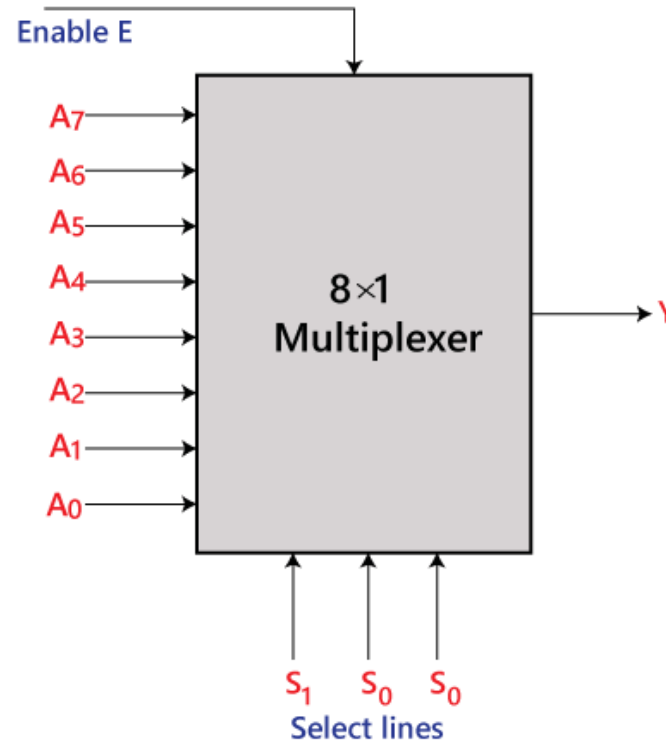 Enable E
A7
A6
A5
A4
A3
A2
A1
A0
8×1
Multiplexer
Y
S1 S0 S0
Select lines